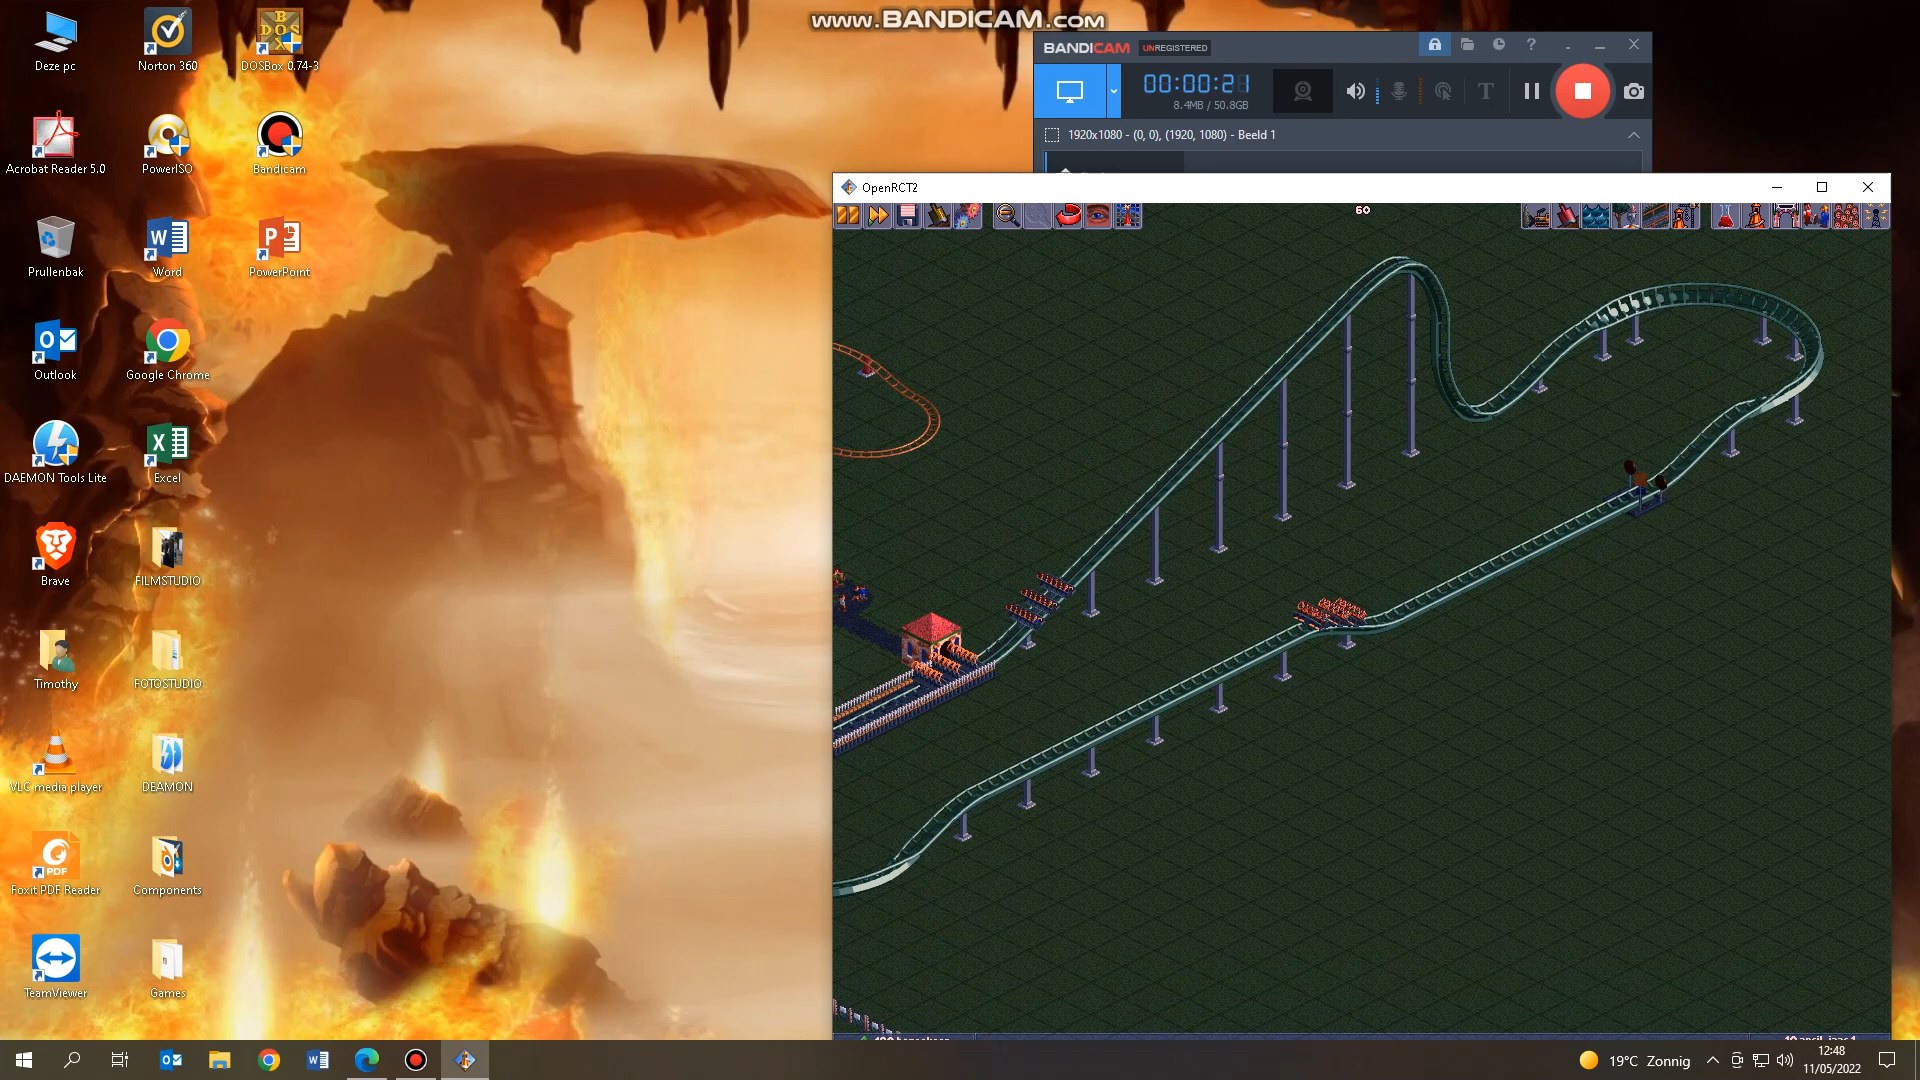 www.BANDICAM.com
Deze pc
Norton 360
DOSBox 0.74-3
Acrobat Reader 5.0
PowerISO
Bandicam
Prullenbak
Word
PowerPoint
Outlook
Google Chrome
DAEMON Tools Lite
Excel
Brave
FILMSTUDIO
Timothy
FOTOSTUDIO
VLC media player
DEAMON
Foxit PDF Reader
Components
TeamViewer
Games
BANDICAM UNREGISTERED
00:00:21
8.4MB / 50.8GB
1920x1080 - (0, 0), (1920, 1080) - Beeld 1
OpenRCT2
60
19°C Zonnig
12:48
11/05/2022